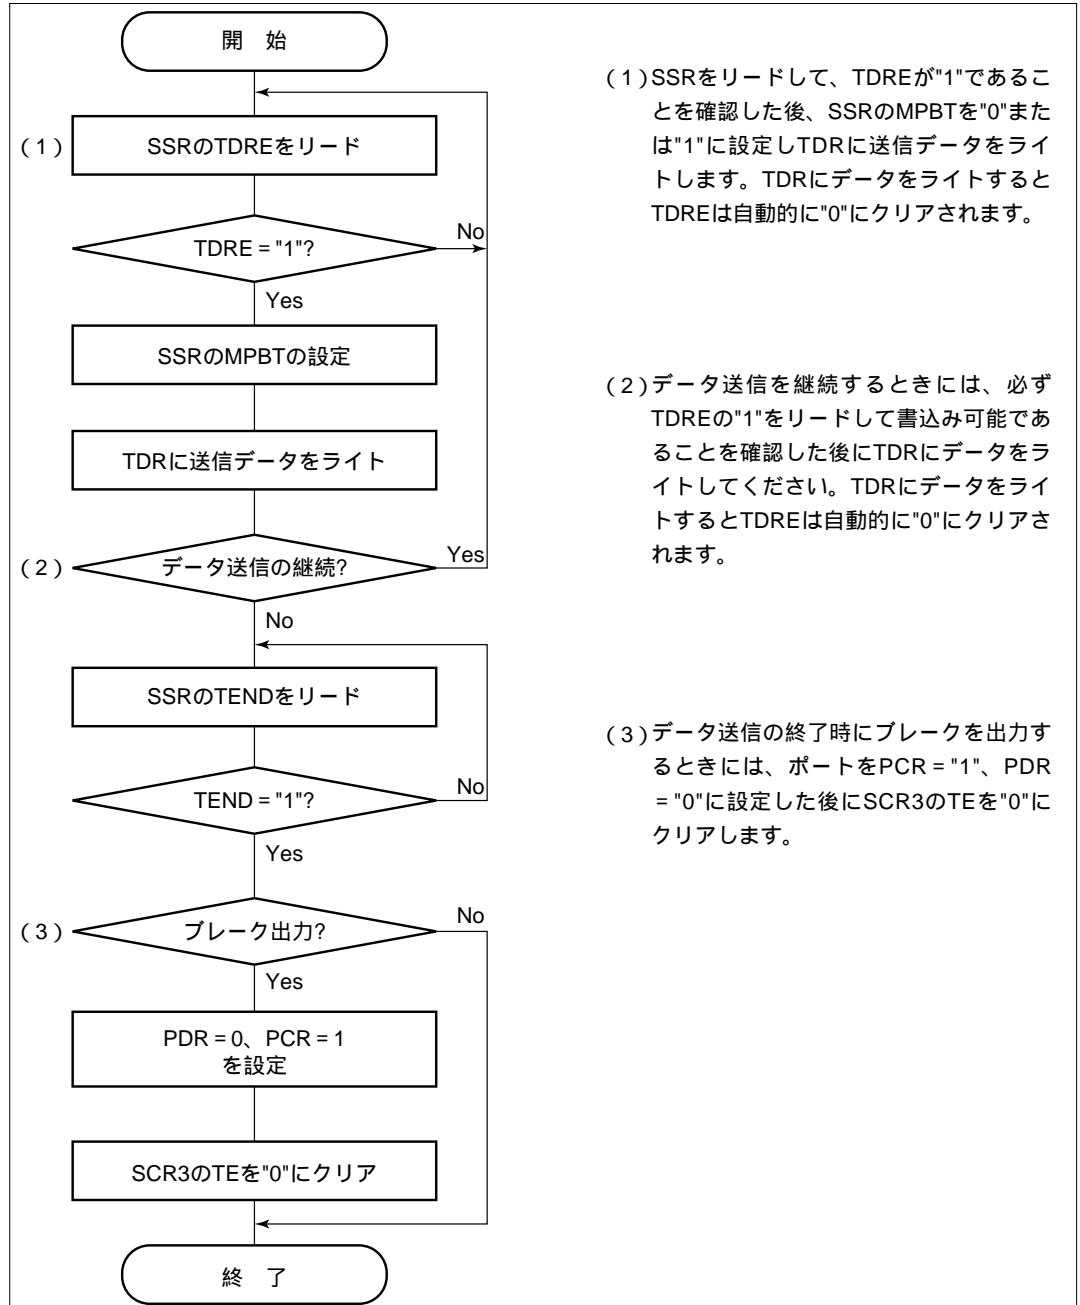 開 始
(1)
SSRのTDREをリード
TDRE = "1"?
No
Yes
SSRのMPBTの設定
TDRに送信データをライト
(2)
データ送信の継続?
Yes
No
SSRのTENDをリード
TEND = "1"?
No
Yes
(3)
ブレーク出力?
No
Yes
PDR = 0、PCR = 1
を設定
SCR3のTEを"0"にクリア
終 了
(1)SSRをリードして、TDREが"1"であるこ
とを確認した後、SSRのMPBTを"0"また
は"1"に設定しTDRに送信データをライ
トします。TDRにデータをライトすると
TDREは自動的に"0"にクリアされます。
(2)データ送信を継続するときには、必ず
TDREの"1"をリードして書込み可能であ
ることを確認した後にTDRにデータをラ
イトしてください。TDRにデータをライ
トするとTDREは自動的に"0"にクリアさ
れます。
(3)データ送信の終了時にブレークを出力す
るときには、ポートをPCR = "1"、PDR
= "0"に設定した後にSCR3のTEを"0"に
クリアします。